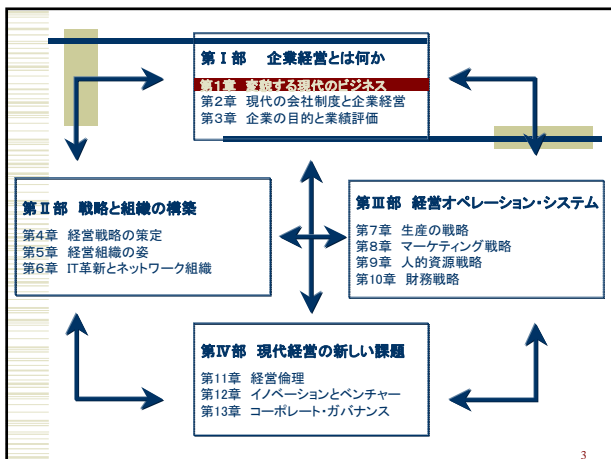 第Ⅰ部 企業経営とは何か
第1章 変貌する現代のビジネス
第2章 現代の会社制度と企業経営
第3章 企業の目的と業績評価
第Ⅱ部 戦略と組織の構築
第4章 経営戦略の策定
第5章 経営組織の姿
第6章 IT革新とネットワーク組織
第Ⅲ部 経営オペレーション・システム
第7章 生産の戦略
第8章 マーケティング戦略
第9章 人的資源戦略
第10章 財務戦略
第Ⅳ部 現代経営の新しい課題
第11章 経営倫理
第12章 イノベーションとベンチャー
第13章 コーポレート・ガバナンス
3